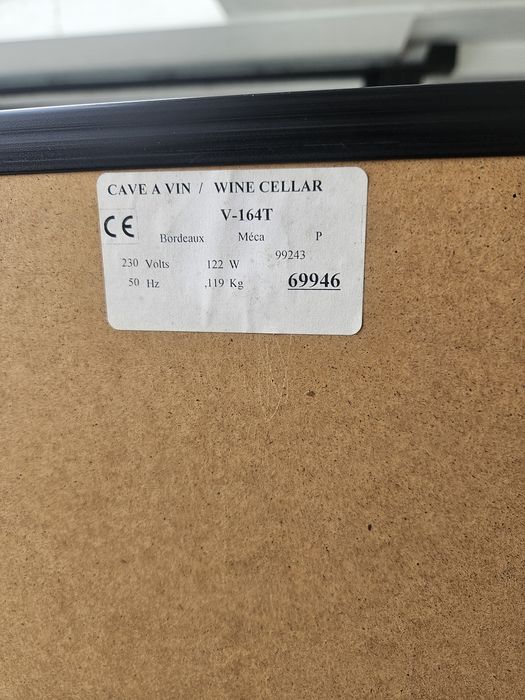 CAVE A VIN / WINE CELLAR
CE V-164T
Bordeaux Méca P
99243
230 Volts 122 W
50 Hz ,119 Kg 69946